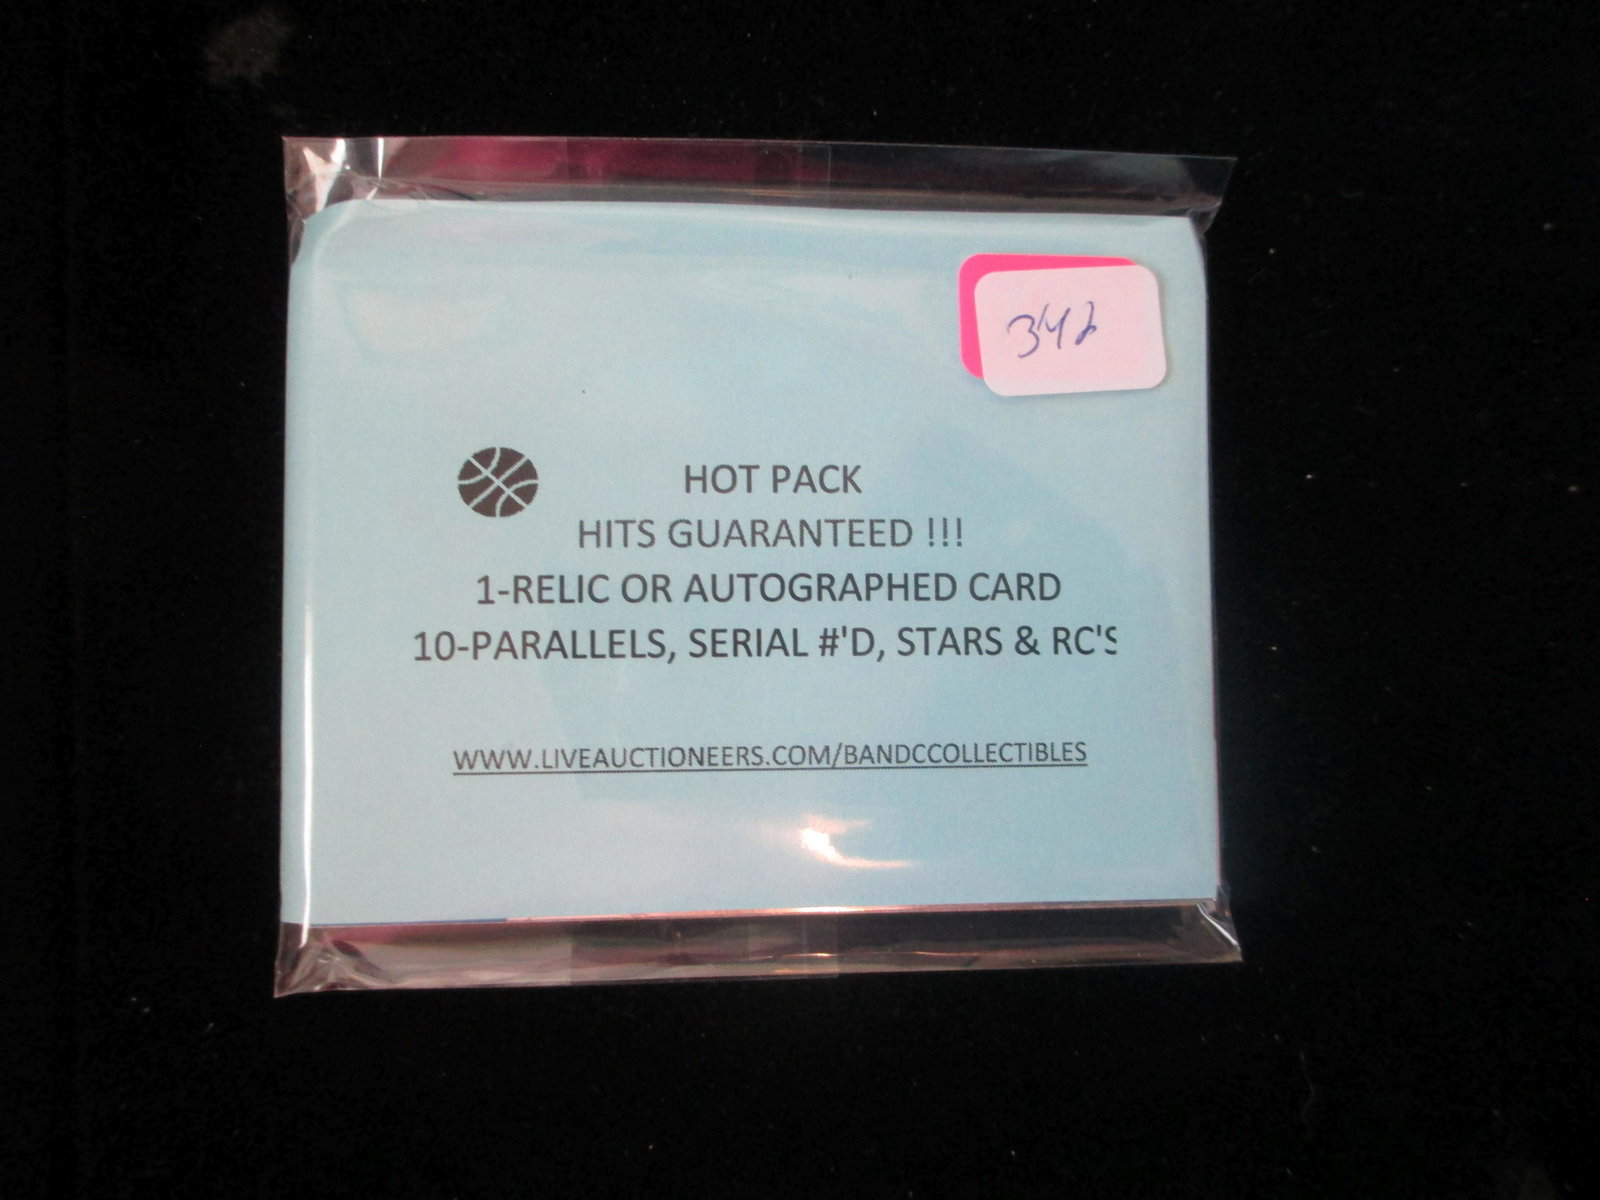 342
HOT PACK
HITS GUARANTEED !!!
1-RELIC OR AUTOGRAPHED CARD
10-PARALLELS, SERIAL #'D, STARS & RC'S
WWW.LIVEAUCTIONEERS.COM/BANDCCOLLECTIBLES